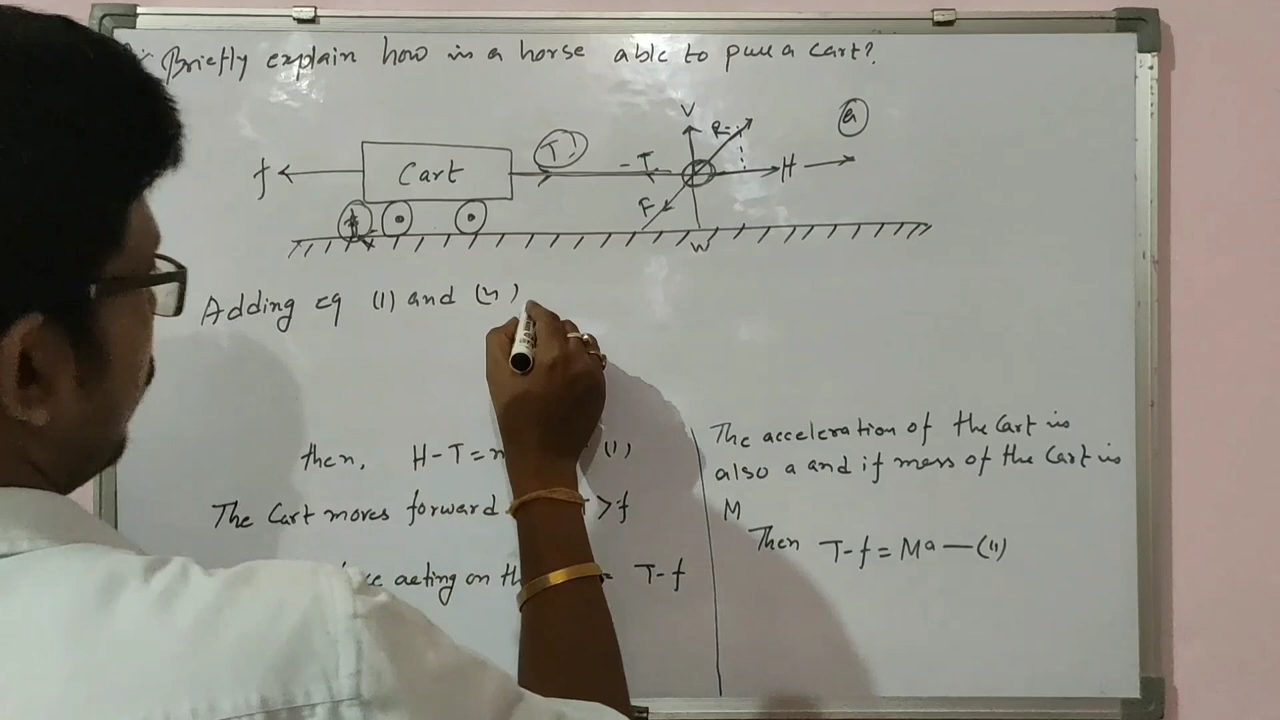 Briefly explain how is a horse able to pull a cart?
V
R
a
f
Cart
T
-T
H
F
W
Adding eq (1) and (11)
then, H-T=m (1)
The Cart moves forward T>f
acting on th = T-f
The acceleration of the Cart is
also a and if mass of the Cart is
M
Then T-f = Ma—(11)